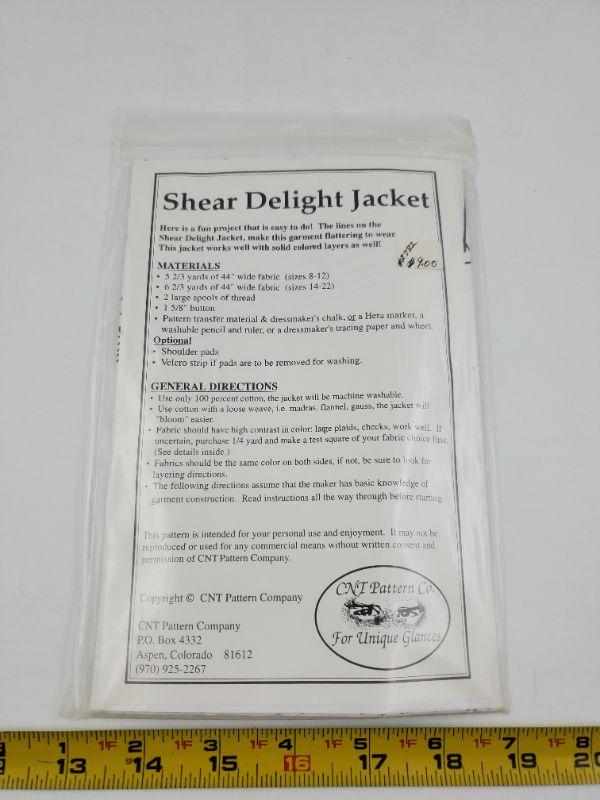 Shear Delight Jacket
Here is a fun project that is easy to do! The lines on the
Shear Delight Jacket, make this garment flattering to wear.
This jacket works well with solid colored layers as well!
$9.00
MATERIALS
• 5 2/3 yards of 44" wide fabric (sizes 8-12)
• 6 2/3 yards of 44" wide fabric (sizes 14-22)
• 2 large spools of thread
• 1 5/8" button
• Pattern transfer material & dressmaker's chalk, or a Hera marker, a
washable pencil and ruler, or a dressmaker's tracing paper and wheel.
Optional
• Shoulder pads
• Velcro strip if pads are to be removed for washing.
GENERAL DIRECTIONS
• Use only 100 percent cotton, the jacket will be machine washable.
• Use cotton with a loose weave, i.e. madras, flannel, gauss, the jacket will
"bloom" easier.
• Fabric should have high contrast in color: large plaids, checks, work well. If
uncertain, purchase 1/4 yard and make a test square of your fabric choice first.
(See details inside.)
• Fabrics should be the same color on both sides, if not, be sure to look for
layering directions.
• The following directions assume that the maker has basic knowledge of
garment construction. Read instructions all the way through before starting.
This pattern is intended for your personal use and enjoyment. It may not be
reproduced or used for any commercial means without written consent and
permission of CNT Pattern Company.
Copyright © CNT Pattern Company
CNT Pattern Company
P.O. Box 4332
Aspen, Colorado 81612
(970) 925-2267
CNT Pattern Co.
For Unique Glances
1 1F 2 1F 3 1F 4 1F 5 1F 6 1F 7 1F 8
13 14 15 16 17 18 19 20